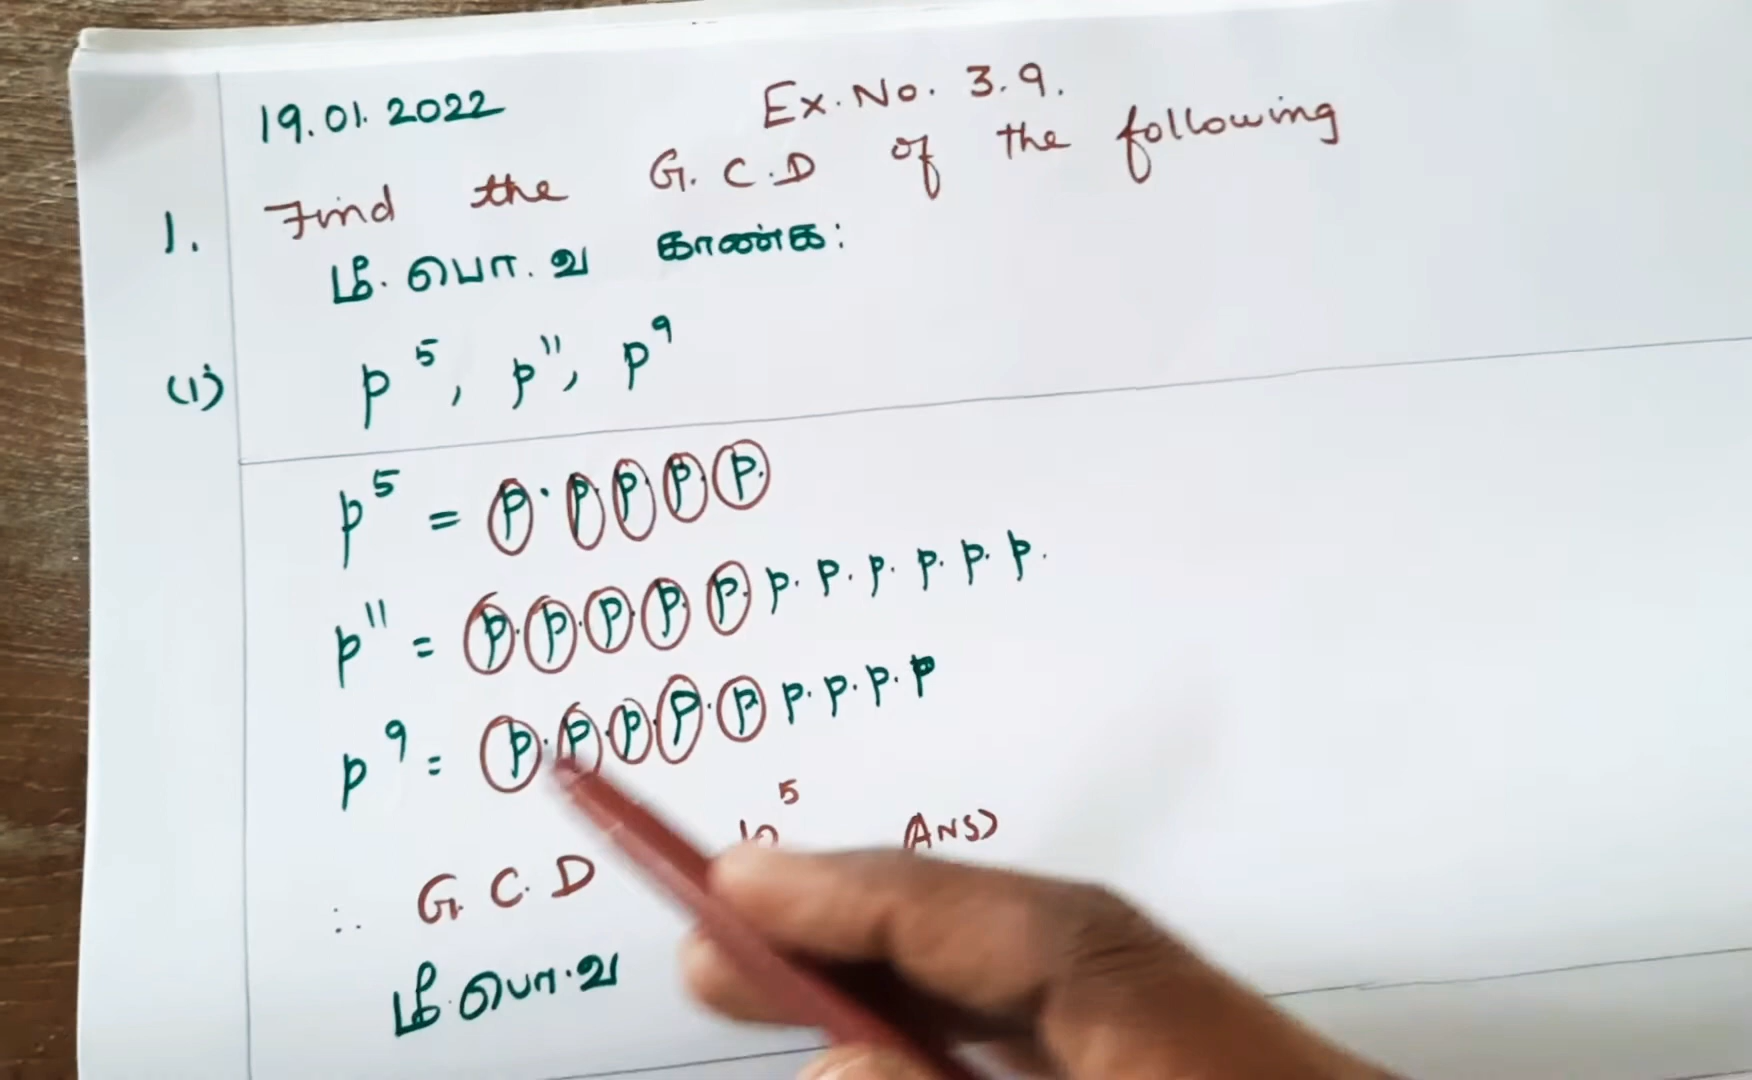 19.01.2022 Ex.No. 3.9.
1. Find the G.C.D of the following
மீ.பொ.வ காண்க:
(i) p⁵, p¹¹, p⁹
p⁵ = p.p.p.p.p.
p¹¹ = p.p.p.p.p.p.p.p.p.p.p.
p⁹ = p.p.p.p.p.p.p.p.p
∴ G.C.D p⁵ Ans)
மீ.பொ.வ